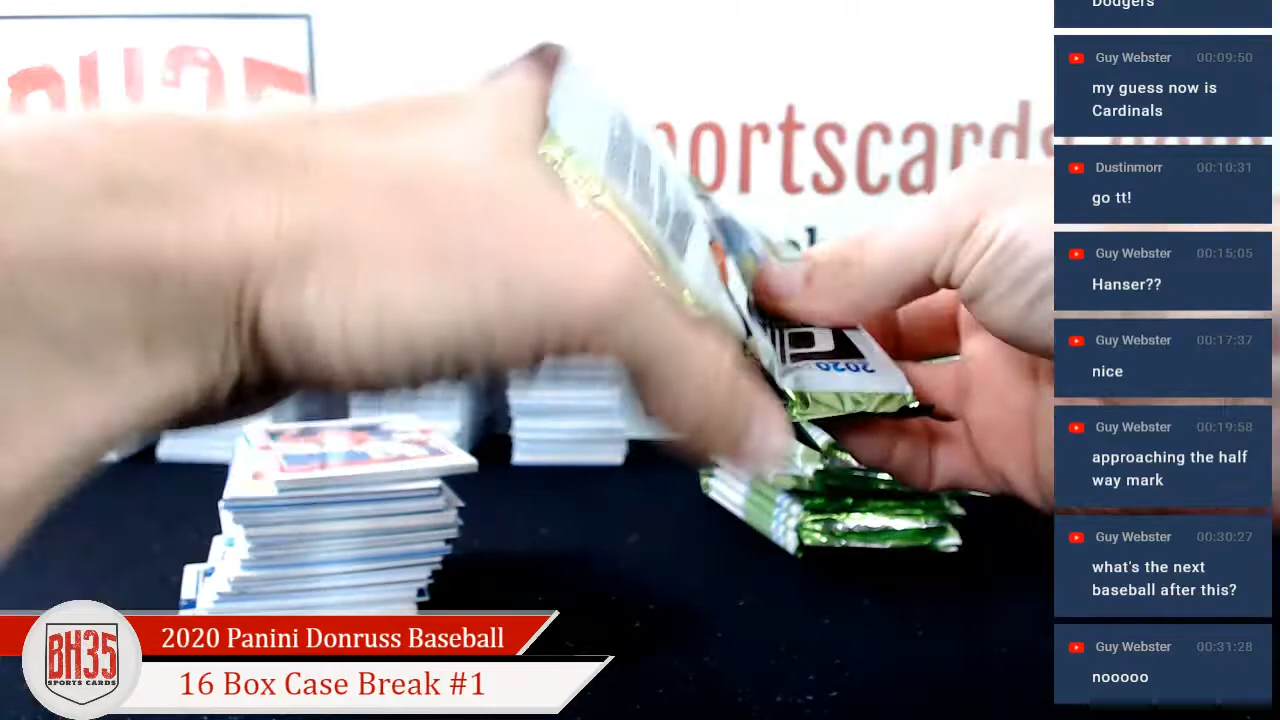 Dodgers
Guy Webster 00:09:50
my guess now is
Cardinals
Dustinmorr 00:10:31
go tt!
Guy Webster 00:15:05
Hanser??
Guy Webster 00:17:37
nice
Guy Webster 00:19:58
approaching the half
way mark
Guy Webster 00:30:27
what's the next
baseball after this?
Guy Webster 00:31:28
nooooo
BH35
portscards
2020
BH35
SPORTS CARDS
2020 Panini Donruss Baseball
16 Box Case Break #1